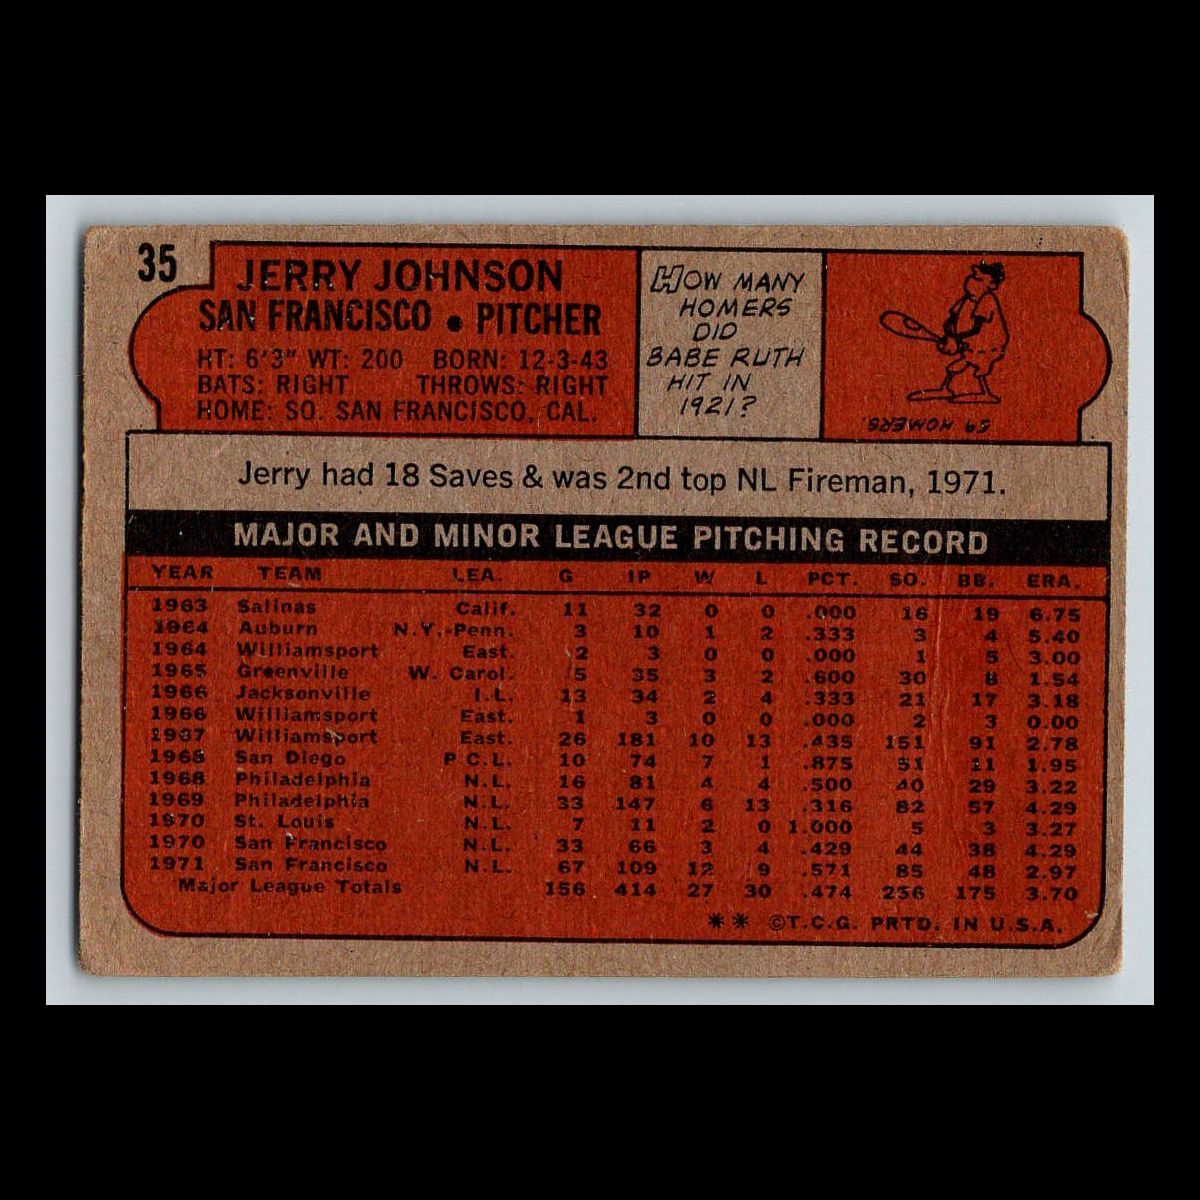 35
JERRY JOHNSON
SAN FRANCISCO • PITCHER
HT: 6'3" WT: 200 BORN: 12-3-43
BATS: RIGHT THROWS: RIGHT
HOME: SO. SAN FRANCISCO, CAL.
HOW MANY
HOMERS
DID
BABE RUTH
HIT IN
1921?
59 HOMERS.
Jerry had 18 Saves & was 2nd top NL Fireman, 1971.
MAJOR AND MINOR LEAGUE PITCHING RECORD
YEAR TEAM LEA. G IP W L PCT. SO. BB. ERA.
1963 Salinas Calif. 11 32 0 0 .000 16 19 6.75
1964 Auburn N.Y.-Penn. 3 10 1 2 .333 3 4 5.40
1964 Williamsport East. 2 3 0 0 .000 1 5 3.00
1965 Greenville W. Carol. 5 35 3 2 .600 30 8 1.54
1966 Jacksonville I.L. 13 34 2 4 .333 21 17 3.18
1966 Williamsport East. 1 3 0 0 .000 2 3 0.00
1967 Williamsport East. 26 181 10 13 .435 151 91 2.78
1968 San Diego P.C.L. 10 74 7 1 .875 51 11 1.95
1968 Philadelphia N.L. 16 81 4 4 .500 40 29 3.22
1969 Philadelphia N.L. 33 147 6 13 .316 82 57 4.29
1970 St. Louis N.L. 7 11 2 0 1.000 5 3 3.27
1970 San Francisco N.L. 33 66 3 4 .429 44 38 4.29
1971 San Francisco N.L. 67 109 12 9 .571 85 48 2.97
Major League Totals 156 414 27 30 .474 256 175 3.70
** ©T.C.G. PRTD. IN U.S.A.